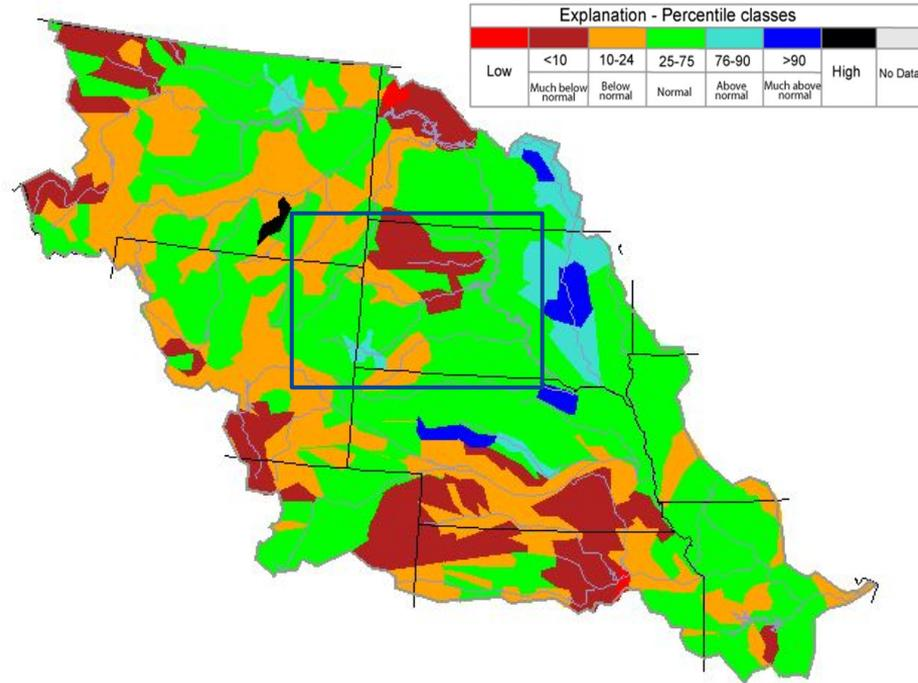 Explanation - Percentile classes
Low
<10
10-24
25-75
76-90
>90
High
No Data
Much below
normal
Below
normal
Normal
Above
normal
Much above
normal